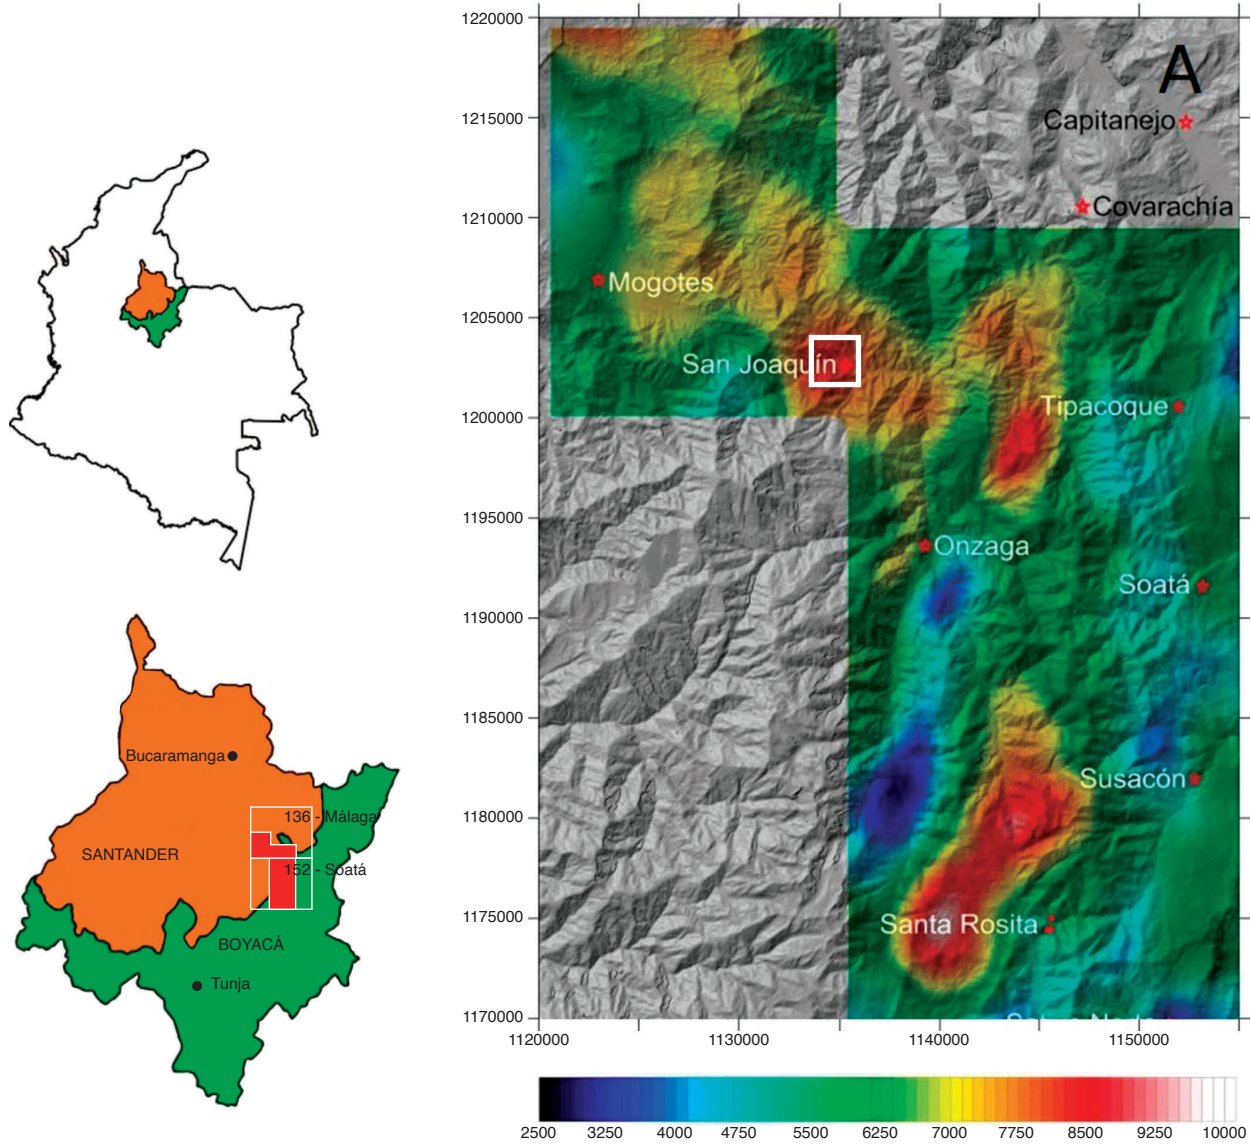 Bucaramanga
SANTANDER
136 - Málaga
152 - Soatá
BOYACÁ
Tunja
1220000
1215000
1210000
1205000
1200000
1195000
1190000
1185000
1180000
1175000
1170000
A
Capitanejo
Covarachía
Mogotes
San Joaquín
Tipacoque
Onzaga
Soatá
Susacón
Santa Rosita
1120000 1130000 1140000 1150000
2500 3250 4000 4750 5500 6250 7000 7750 8500 9250 10000